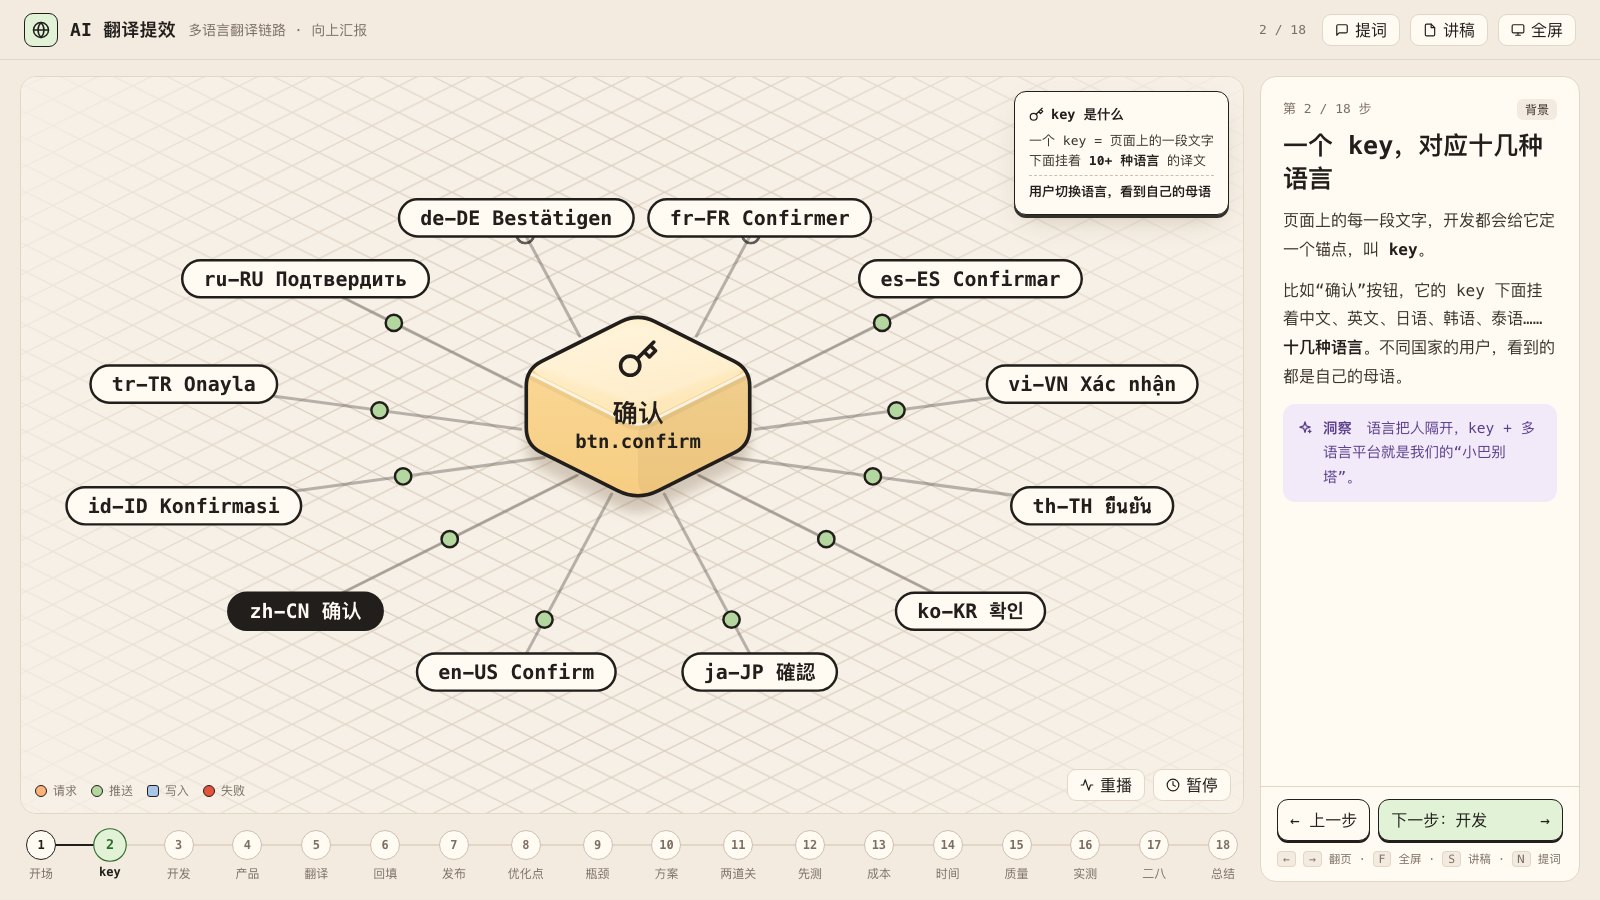 AI 翻译提效 多语言翻译链路 · 向上汇报
2 / 18
提词
讲稿
全屏
key 是什么
一个 key = 页面上的一段文字
下面挂着 10+ 种语言 的译文
用户切换语言，看到自己的母语
de-DE Bestätigen
fr-FR Confirmer
ru-RU Подтвердить
es-ES Confirmar
tr-TR Onayla
vi-VN Xác nhận
确认
btn.confirm
id-ID Konfirmasi
th-TH ยืนยัน
zh-CN 确认
ko-KR 확인
en-US Confirm
ja-JP 確認
请求
推送
写入
失败
重播
暂停
第 2 / 18 步
背景
一个 key，对应十几种
语言
页面上的每一段文字，开发都会给它定
一个锚点，叫 key。
比如“确认”按钮，它的 key 下面挂
着中文、英文、日语、韩语、泰语……
十几种语言。不同国家的用户，看到的
都是自己的母语。
洞察 语言把人隔开，key + 多
语言平台就是我们的“小巴别
塔”。
← 上一步
下一步：开发 →
← → 翻页 · F 全屏 · S 讲稿 · N 提词
1 2 3 4 5 6 7 8 9 10 11 12 13 14 15 16 17 18
开场 key 开发 产品 翻译 回填 发布 优化点 瓶颈 方案 两道关 先测 成本 时间 质量 实测 二八 总结